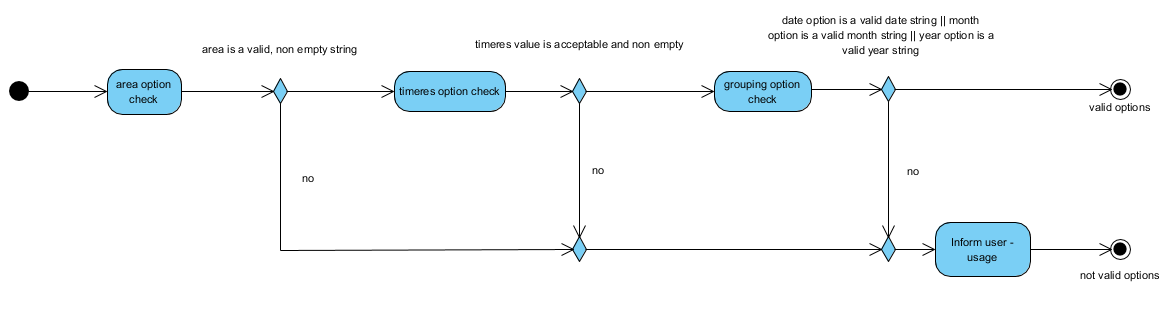 date option is a valid date string || month
option is a valid month string || year option is a
valid year string
area is a valid, non empty string
timeres value is acceptable and non empty
area option
check
timeres option check
grouping option
check
valid options
no
no
no
Inform user -
usage
not valid options